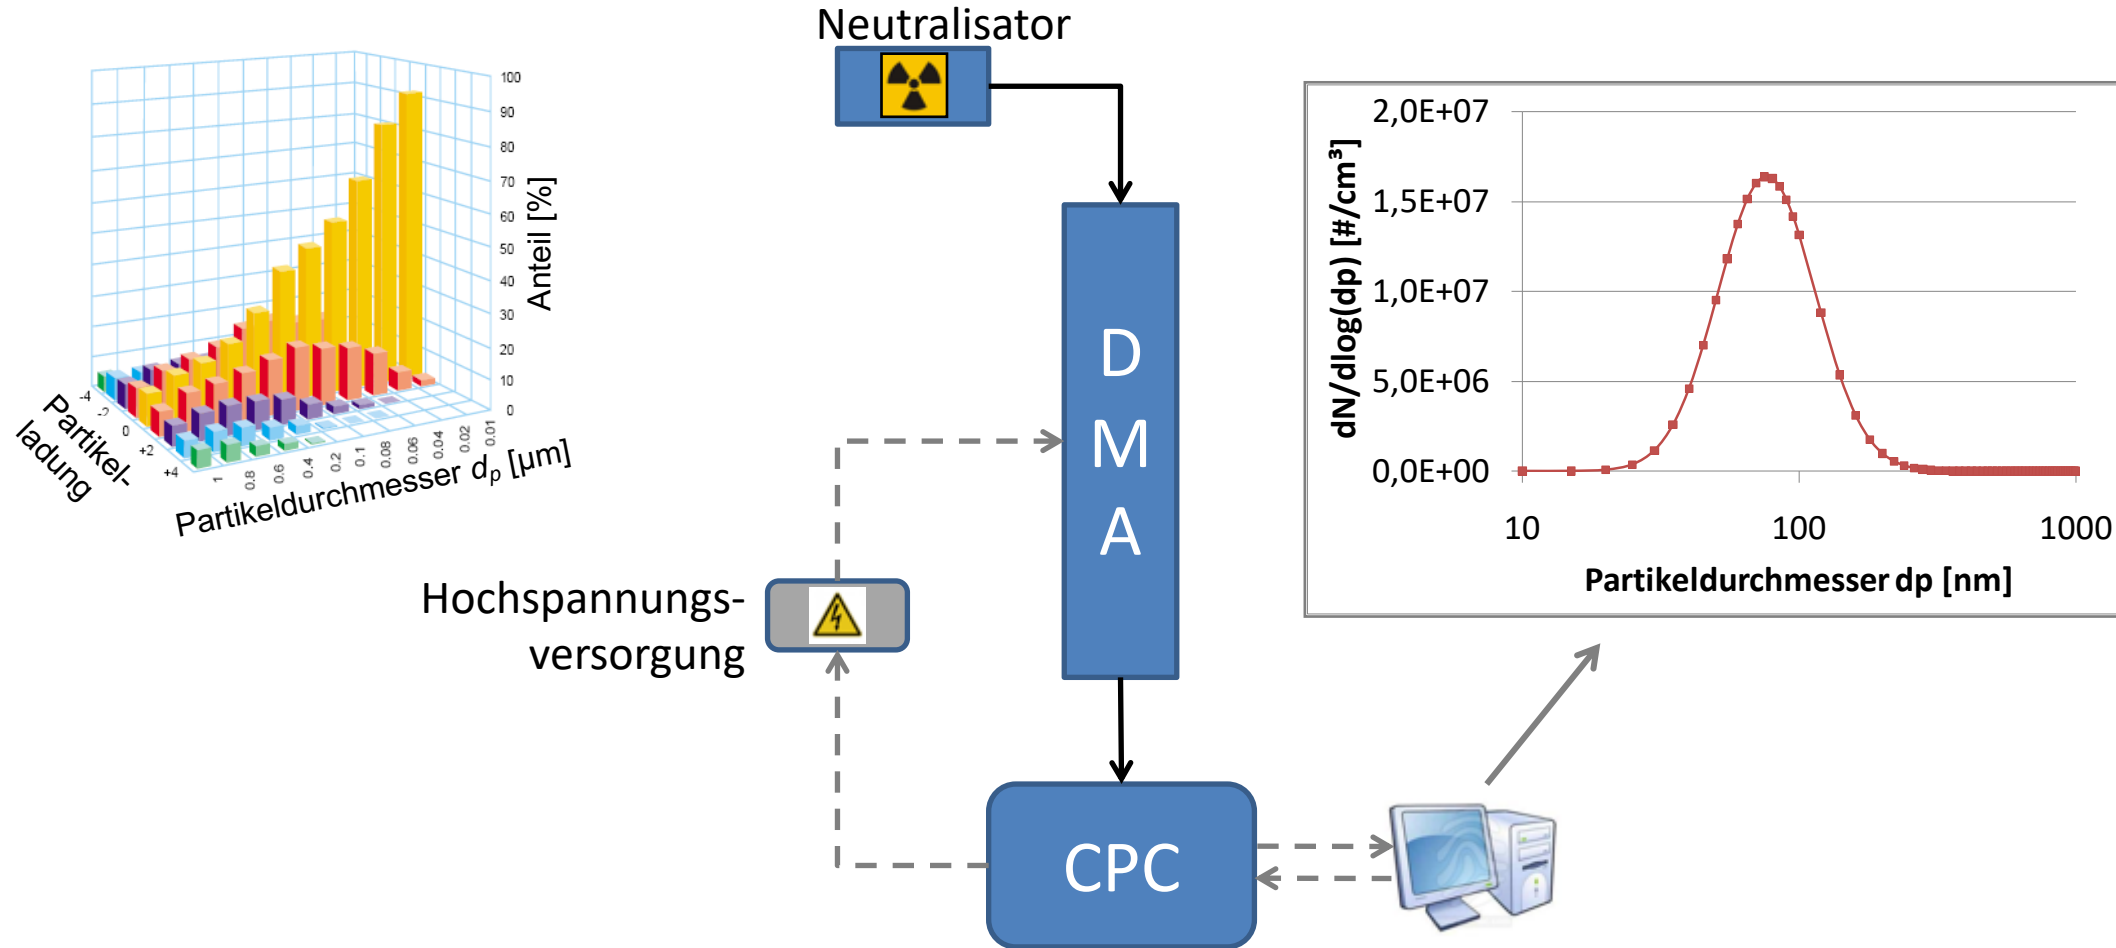 Neutralisator
100
90
80
70
60
50
40
30
20
10
0
Anteil [%]
-4
-2
0
+2
+4
Partikel-
ladung
1
0.8
0.6
0.4
0.2
0.1
0.08
0.06
0.04
0.02
0.01
Partikeldurchmesser dₚ [µm]
D
M
A
Hochspannungs-
versorgung
CPC
dN/dlog(dp) [#/cm³]
2,0E+07
1,5E+07
1,0E+07
5,0E+06
0,0E+00
10 100 1000
Partikeldurchmesser dp [nm]